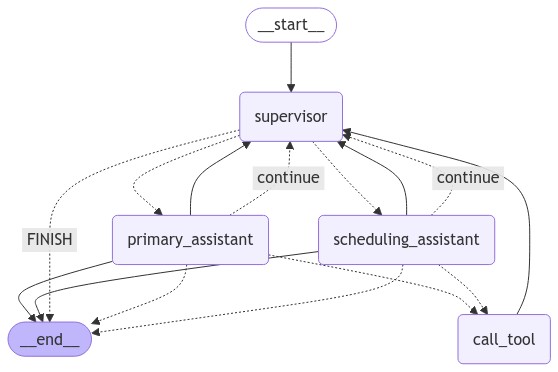 __start__
supervisor
continue
continue
FINISH
primary_assistant
scheduling_assistant
__end__
call_tool